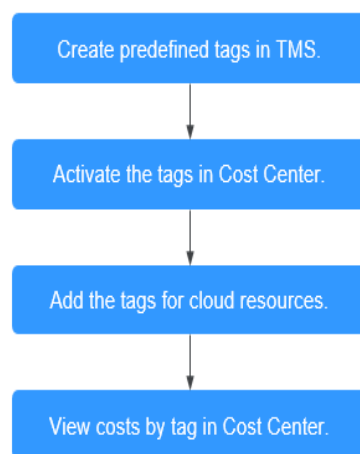 Create predefined tags in TMS.
Activate the tags in Cost Center.
Add the tags for cloud resources.
View costs by tag in Cost Center.